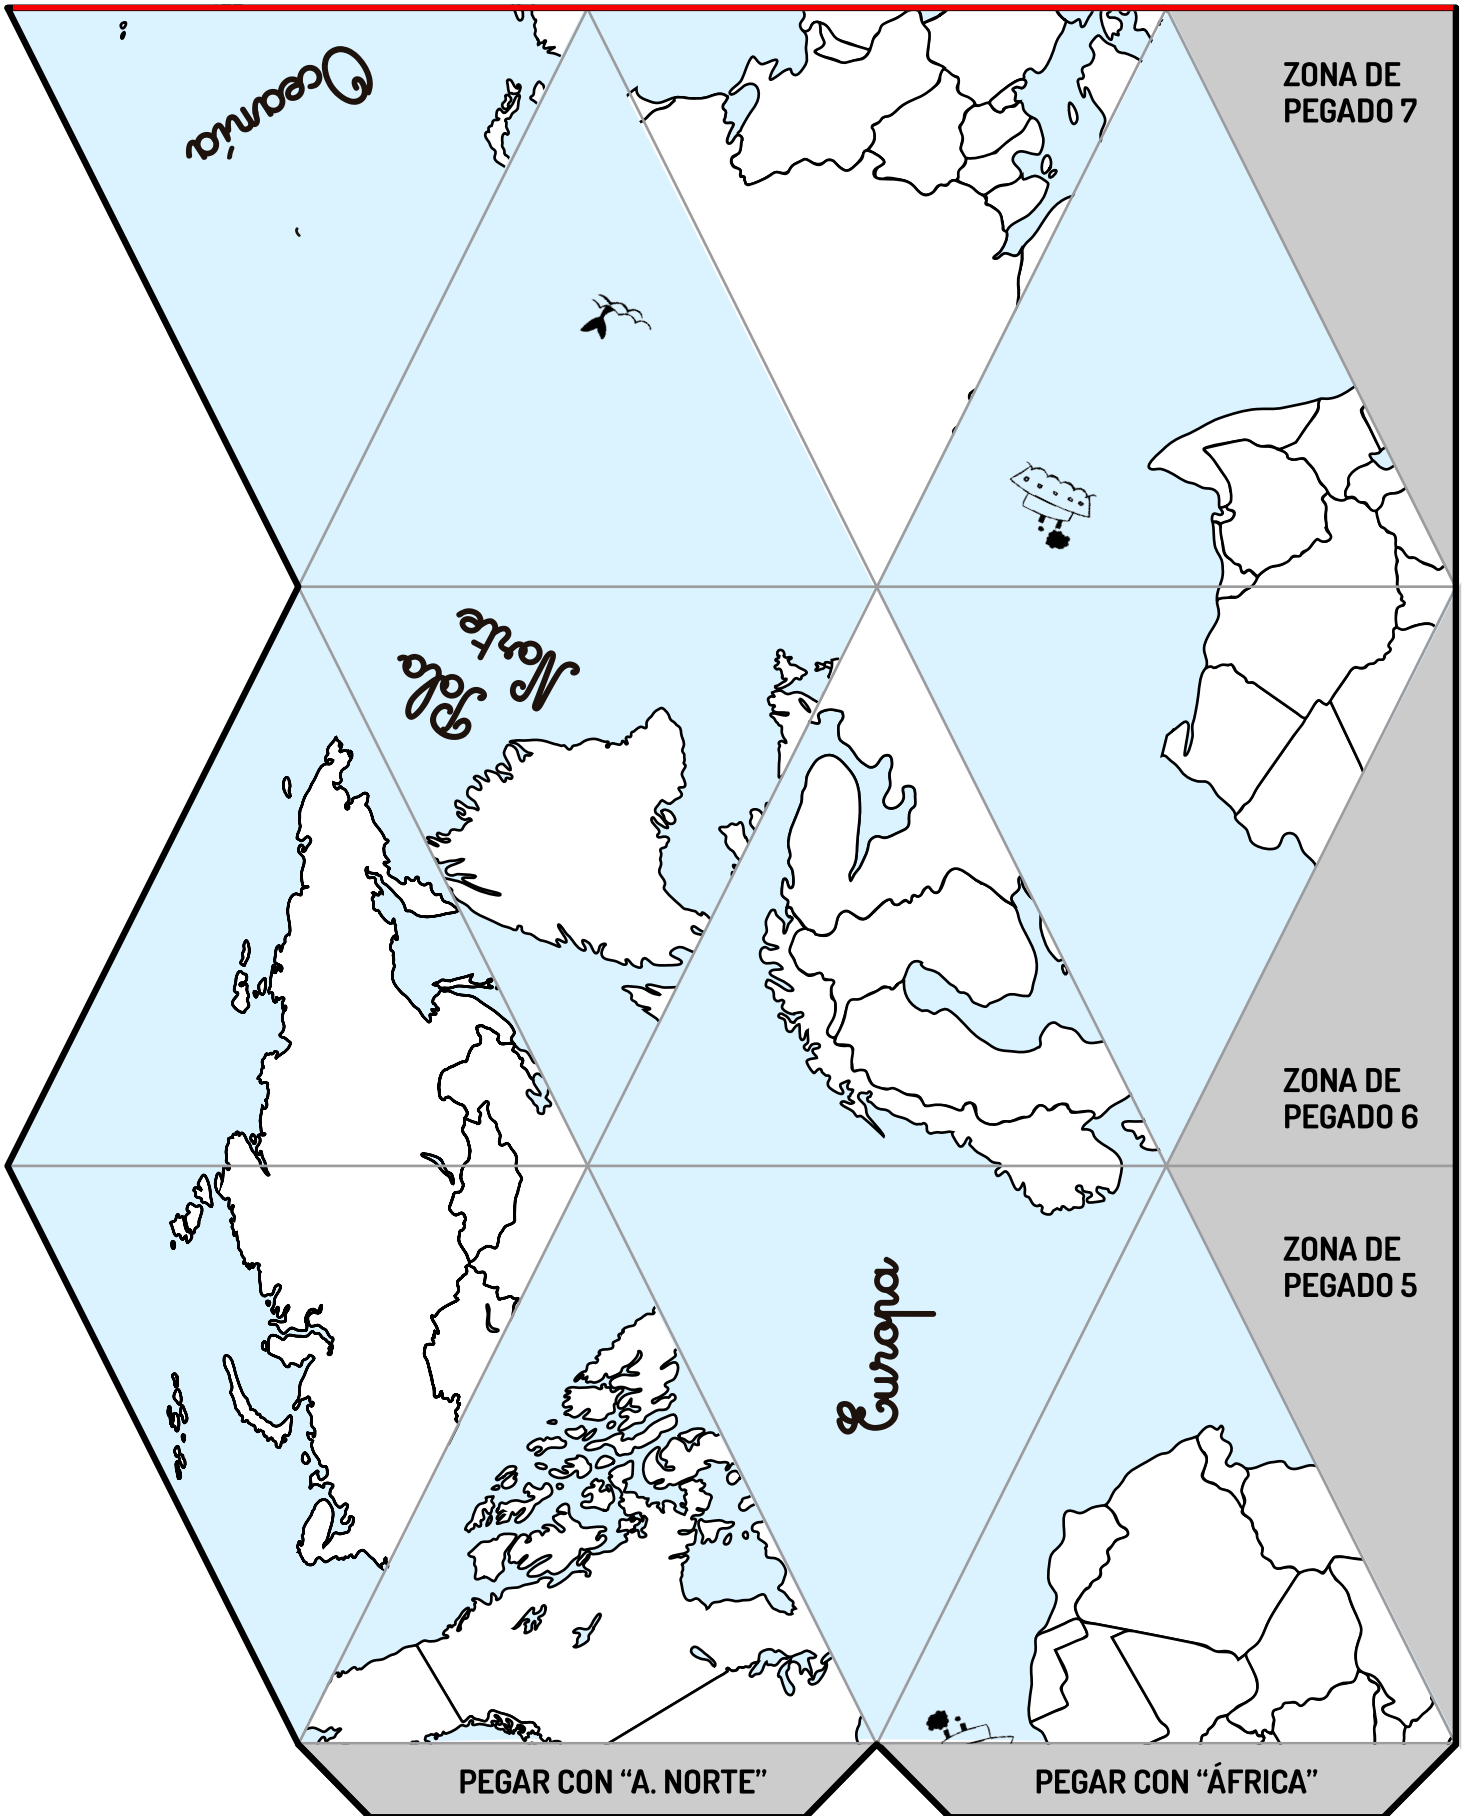 Oceanía
ZONA DE
PEGADO 7
Polo
Norte
ZONA DE
PEGADO 6
ZONA DE
PEGADO 5
Europa
PEGAR CON “A. NORTE”
PEGAR CON “ÁFRICA”